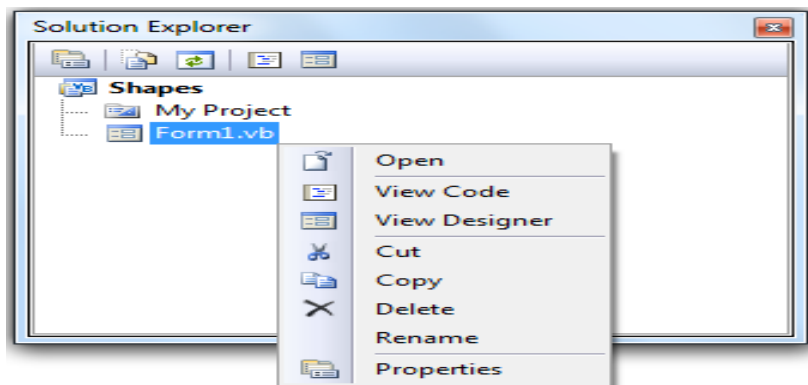 Solution Explorer
Shapes
My Project
Form1.vb
Open
View Code
View Designer
Cut
Copy
Delete
Rename
Properties